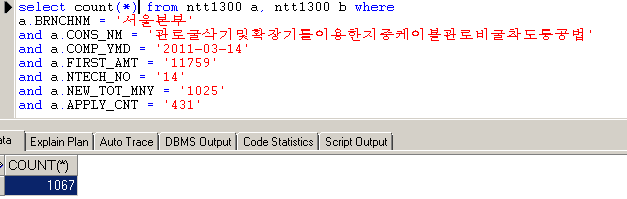 select count(*) from ntt1300 a, ntt1300 b where
a.BRNCHNM = '서울본부'
and a.CONS_NM = '관로굴삭기및확장기를이용한지중케이블관로비굴착도통공법'
and a.COMP_YMD = '2011-03-14'
and a.FIRST_AMT = '11759'
and a.NTECH_NO = '14'
and a.NEW_TOT_MNY = '1025'
and a.APPLY_CNT = '431'
Explain Plan Auto Trace DBMS Output Code Statistics Script Output
COUNT(*)
1067